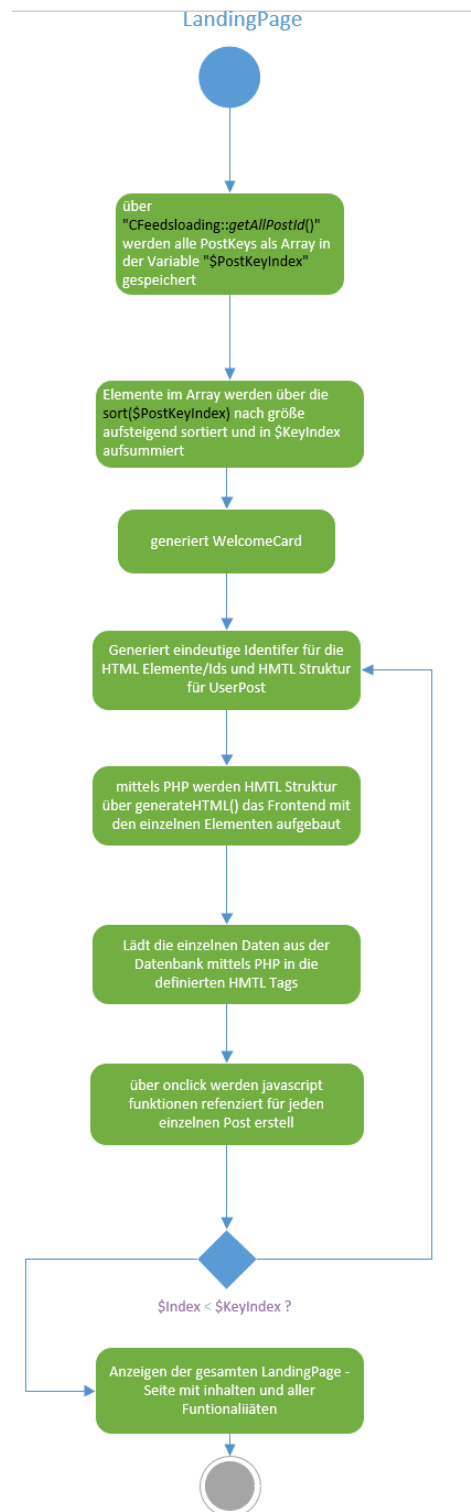 LandingPage
über
"CFeedsloading::getAllPostId()"
werden alle PostKeys als Array in
der Variable "$PostKeyIndex"
gespeichert
Elemente im Array werden über die
sort($PostKeyIndex) nach größe
aufsteigend sortiert und in $KeyIndex
aufsummiert
generiert WelcomeCard
Generiert eindeutige Identifer für die
HTML Elemente/Ids und HMTL Struktur
für UserPost
mittels PHP werden HMTL Struktur
über generateHTML() das Frontend mit
den einzelnen Elementen aufgebaut
Lädt die einzelnen Daten aus der
Datenbank mittels PHP in die
definierten HMTL Tags
über onclick werden javascript
funktionen refenziert für jeden
einzelnen Post erstell
$Index < $KeyIndex ?
Anzeigen der gesamten LandingPage -
Seite mit inhalten und aller
Funtionaliiäten